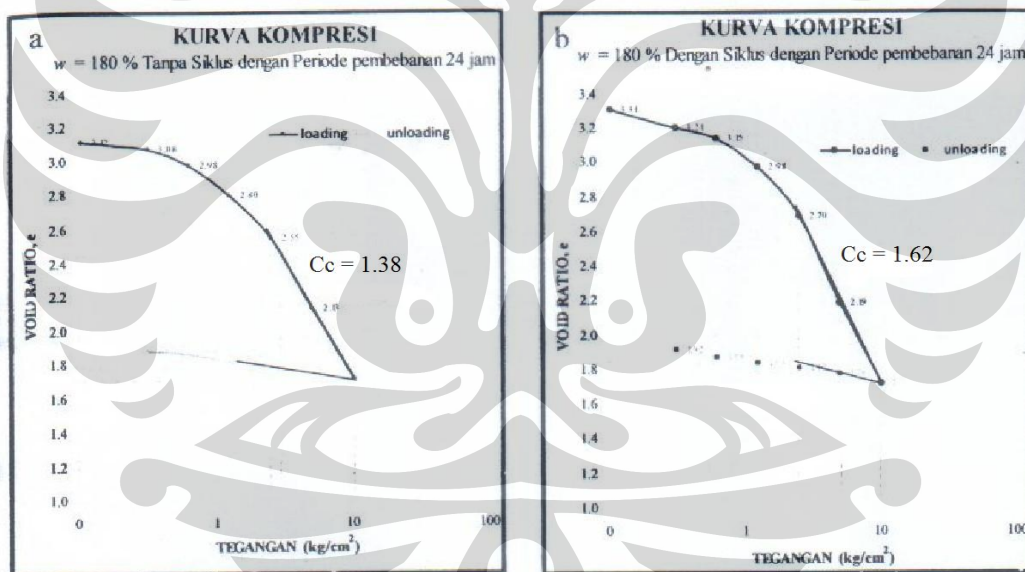 a
KURVA KOMPRESI
w = 180 % Tanpa Siklus dengan Periode pembebanan 24 jam
loading unloading
VOID RATIO, e
3.4
3.2
3.0
2.8
2.6
2.4
2.2
2.0
1.8
1.6
1.4
1.2
1.0
3.08
2.98
2.55
Cc = 1.38
0 1 10 100
TEGANGAN (kg/cm²)
b
KURVA KOMPRESI
w = 180 % Dengan Siklus dengan Periode pembebanan 24 jam
loading unloading
VOID RATIO, e
3.4
3.2
3.0
2.8
2.6
2.4
2.2
2.0
1.8
1.6
1.4
1.2
1.0
3.15
2.98
2.70
2.19
Cc = 1.62
0 1 10 100
TEGANGAN (kg/cm²)